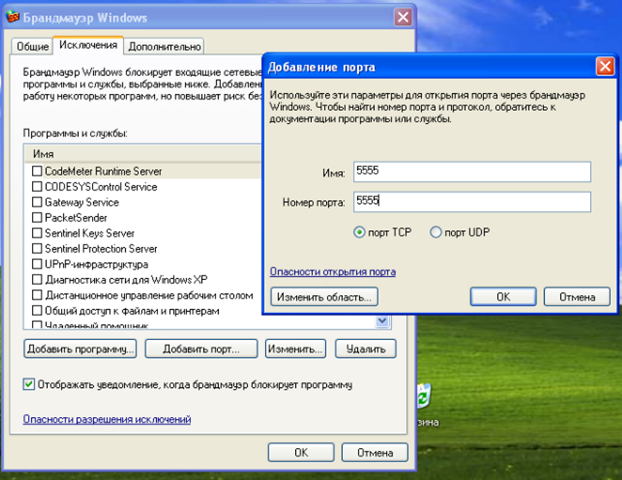 Брандмауэр Windows
Общие
Исключения
Дополнительно
Брандмауэр Windows блокирует входящие сетевые
программы и службы, выбранные ниже. Добавлен
работу некоторых программ, но повышает риск без
Программы и службы:
Имя
CodeMeter Runtime Server
CODESYSControl Service
Gateway Service
PacketSender
Sentinel Keys Server
Sentinel Protection Server
UPnP-инфраструктура
Диагностика сети для Windows XP
Дистанционное управление рабочим столом
Общий доступ к файлам и принтерам
Удаленный помощник
Добавить программу...
Добавить порт...
Изменить...
Удалить
Отображать уведомление, когда брандмауэр блокирует программу
Опасности разрешения исключений
OK
Отмена
Добавление порта
Используйте эти параметры для открытия порта через брандмауэр
Windows. Чтобы найти номер порта и протокол, обратитесь к
документации программы или службы.
Имя: 5555
Номер порта: 5555
порт TCP
порт UDP
Опасности открытия порта
Изменить область...
OK
Отмена
зина